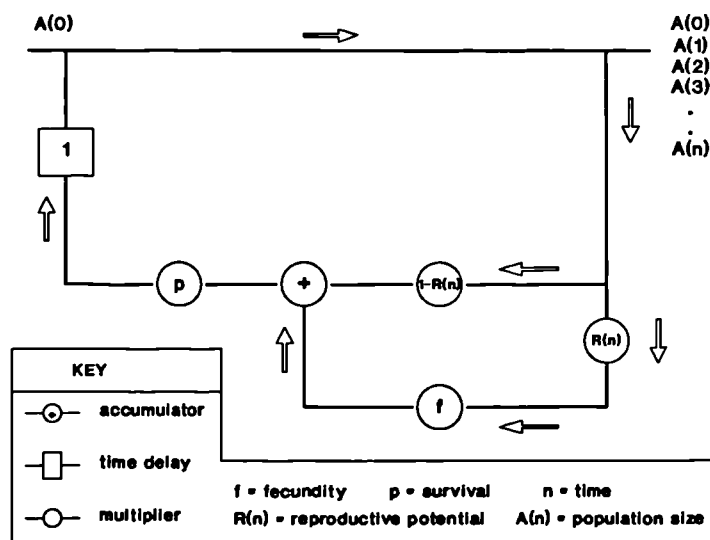 A(0)
A(0)
A(1)
A(2)
A(3)
.
.
A(n)
1
p
+
1-R(n)
R(n)
f
KEY
+ accumulator
time delay
multiplier
f = fecundity p = survival n = time
R(n) = reproductive potential A(n) = population size